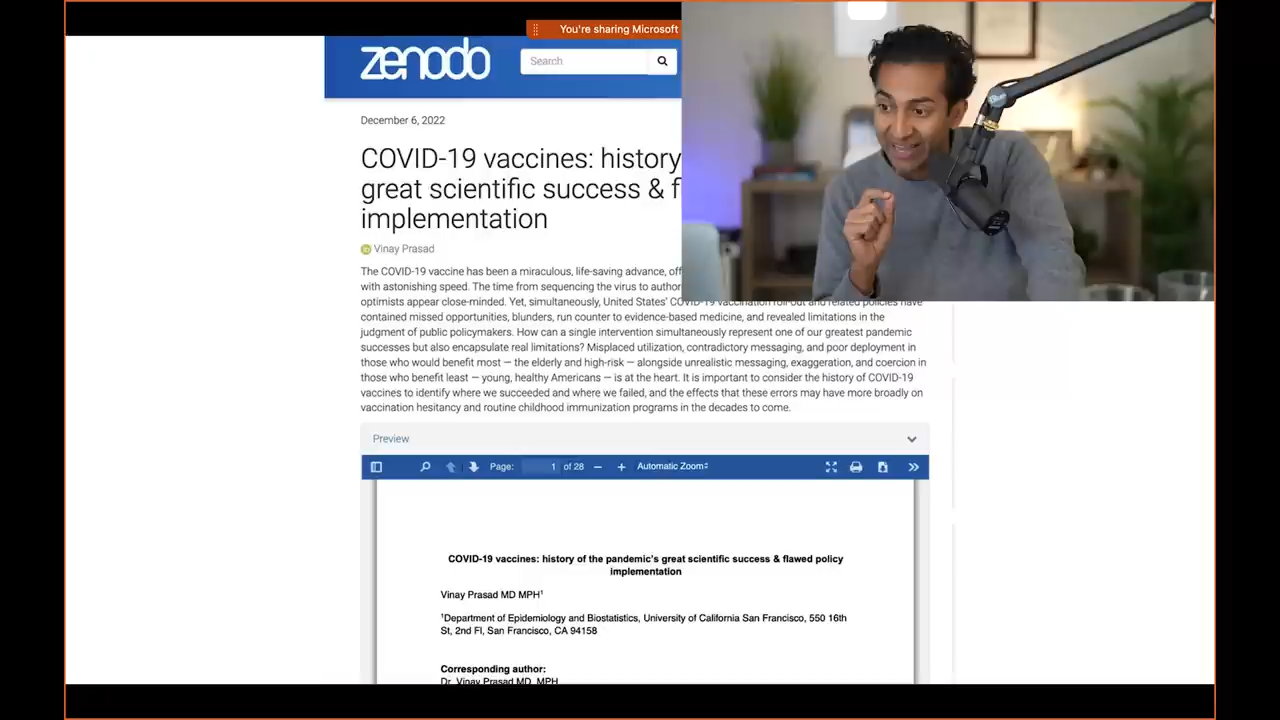 You're sharing Microsoft
zenodo
Search
December 6, 2022
COVID-19 vaccines: history
great scientific success & f
implementation
Vinay Prasad
The COVID-19 vaccine has been a miraculous, life-saving advance, off
with astonishing speed. The time from sequencing the virus to author
optimists appear close-minded. Yet, simultaneously, United States' COVID-19 vaccination roll-out and related policies have
contained missed opportunities, blunders, run counter to evidence-based medicine, and revealed limitations in the
judgment of public policymakers. How can a single intervention simultaneously represent one of our greatest pandemic
successes but also encapsulate real limitations? Misplaced utilization, contradictory messaging, and poor deployment in
those who would benefit most — the elderly and high-risk — alongside unrealistic messaging, exaggeration, and coercion in
those who benefit least — young, healthy Americans — is at the heart. It is important to consider the history of COVID-19
vaccines to identify where we succeeded and where we failed, and the effects that these errors may have more broadly on
vaccination hesitancy and routine childhood immunization programs in the decades to come.
Preview
Page: 1 of 28 Automatic Zoom
COVID-19 vaccines: history of the pandemic's great scientific success & flawed policy
implementation
Vinay Prasad MD MPH¹
¹Department of Epidemiology and Biostatistics, University of California San Francisco, 550 16th
St, 2nd Fl, San Francisco, CA 94158
Corresponding author:
Dr. Vinay Prasad MD, MPH